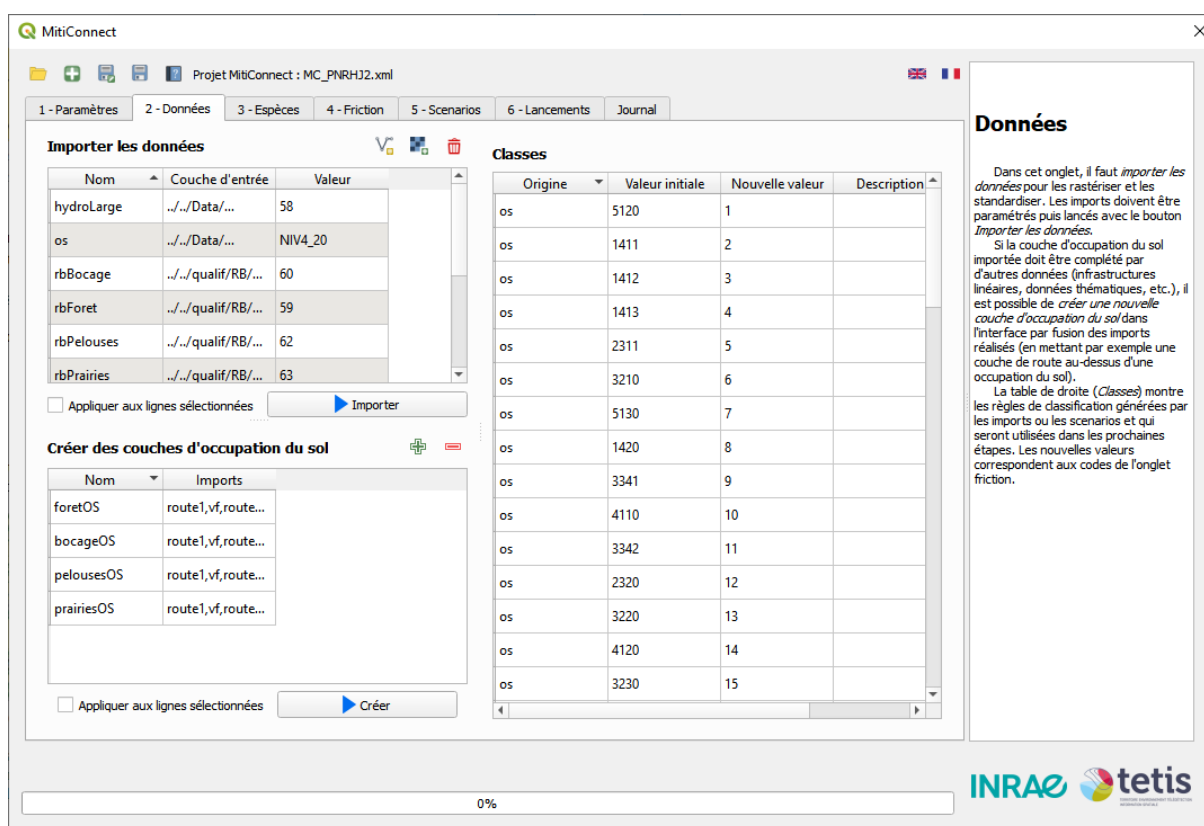 MitiConnect
Projet MitiConnect : MC_PNRHJ2.xml
1 - Paramètres 2 - Données 3 - Espèces 4 - Friction 5 - Scenarios 6 - Lancements Journal
Importer les données
Nom Couche d'entrée Valeur
hydroLarge ../../Data/... 58
os ../../Data/... NIV4_20
rbBocage ../../qualif/RB/... 60
rbForet ../../qualif/RB/... 59
rbPelouses ../../qualif/RB/... 62
rbPrairies ../../qualif/RB/... 63
Appliquer aux lignes sélectionnées Importer
Créer des couches d'occupation du sol
Nom Imports
foretOS route1,vf,route...
bocageOS route1,vf,route...
pelousesOS route1,vf,route...
prairiesOS route1,vf,route...
Appliquer aux lignes sélectionnées Créer
Classes
Origine Valeur initiale Nouvelle valeur Description
os 5120 1
os 1411 2
os 1412 3
os 1413 4
os 2311 5
os 3210 6
os 5130 7
os 1420 8
os 3341 9
os 4110 10
os 3342 11
os 2320 12
os 3220 13
os 4120 14
os 3230 15
Données
Dans cet onglet, il faut importer les
données pour les rastériser et les
standardiser. Les imports doivent être
paramétrés puis lancés avec le bouton
Importer les données.
Si la couche d'occupation du sol
importée doit être complété par
d'autres données (infrastructures
linéaires, données thématiques, etc.), il
est possible de créer une nouvelle
couche d'occupation du sol dans
l'interface par fusion des imports
réalisés (en mettant par exemple une
couche de route au-dessus d'une
occupation du sol).
La table de droite (Classes) montre
les règles de classification générées par
les imports ou les scenarios et qui
seront utilisées dans les prochaines
étapes. Les nouvelles valeurs
correspondent aux codes de l'onglet
friction.
INRAE tetis
0%